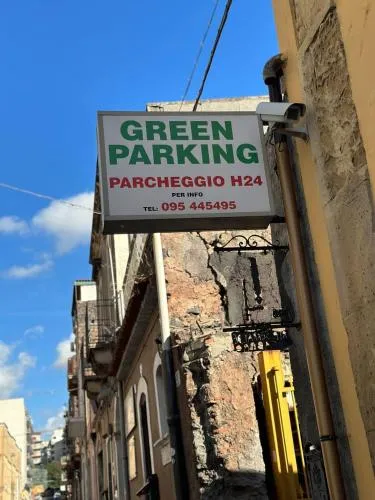 GREEN
PARKING
PARCHEGGIO H24
PER INFO
TEL: 095 445495